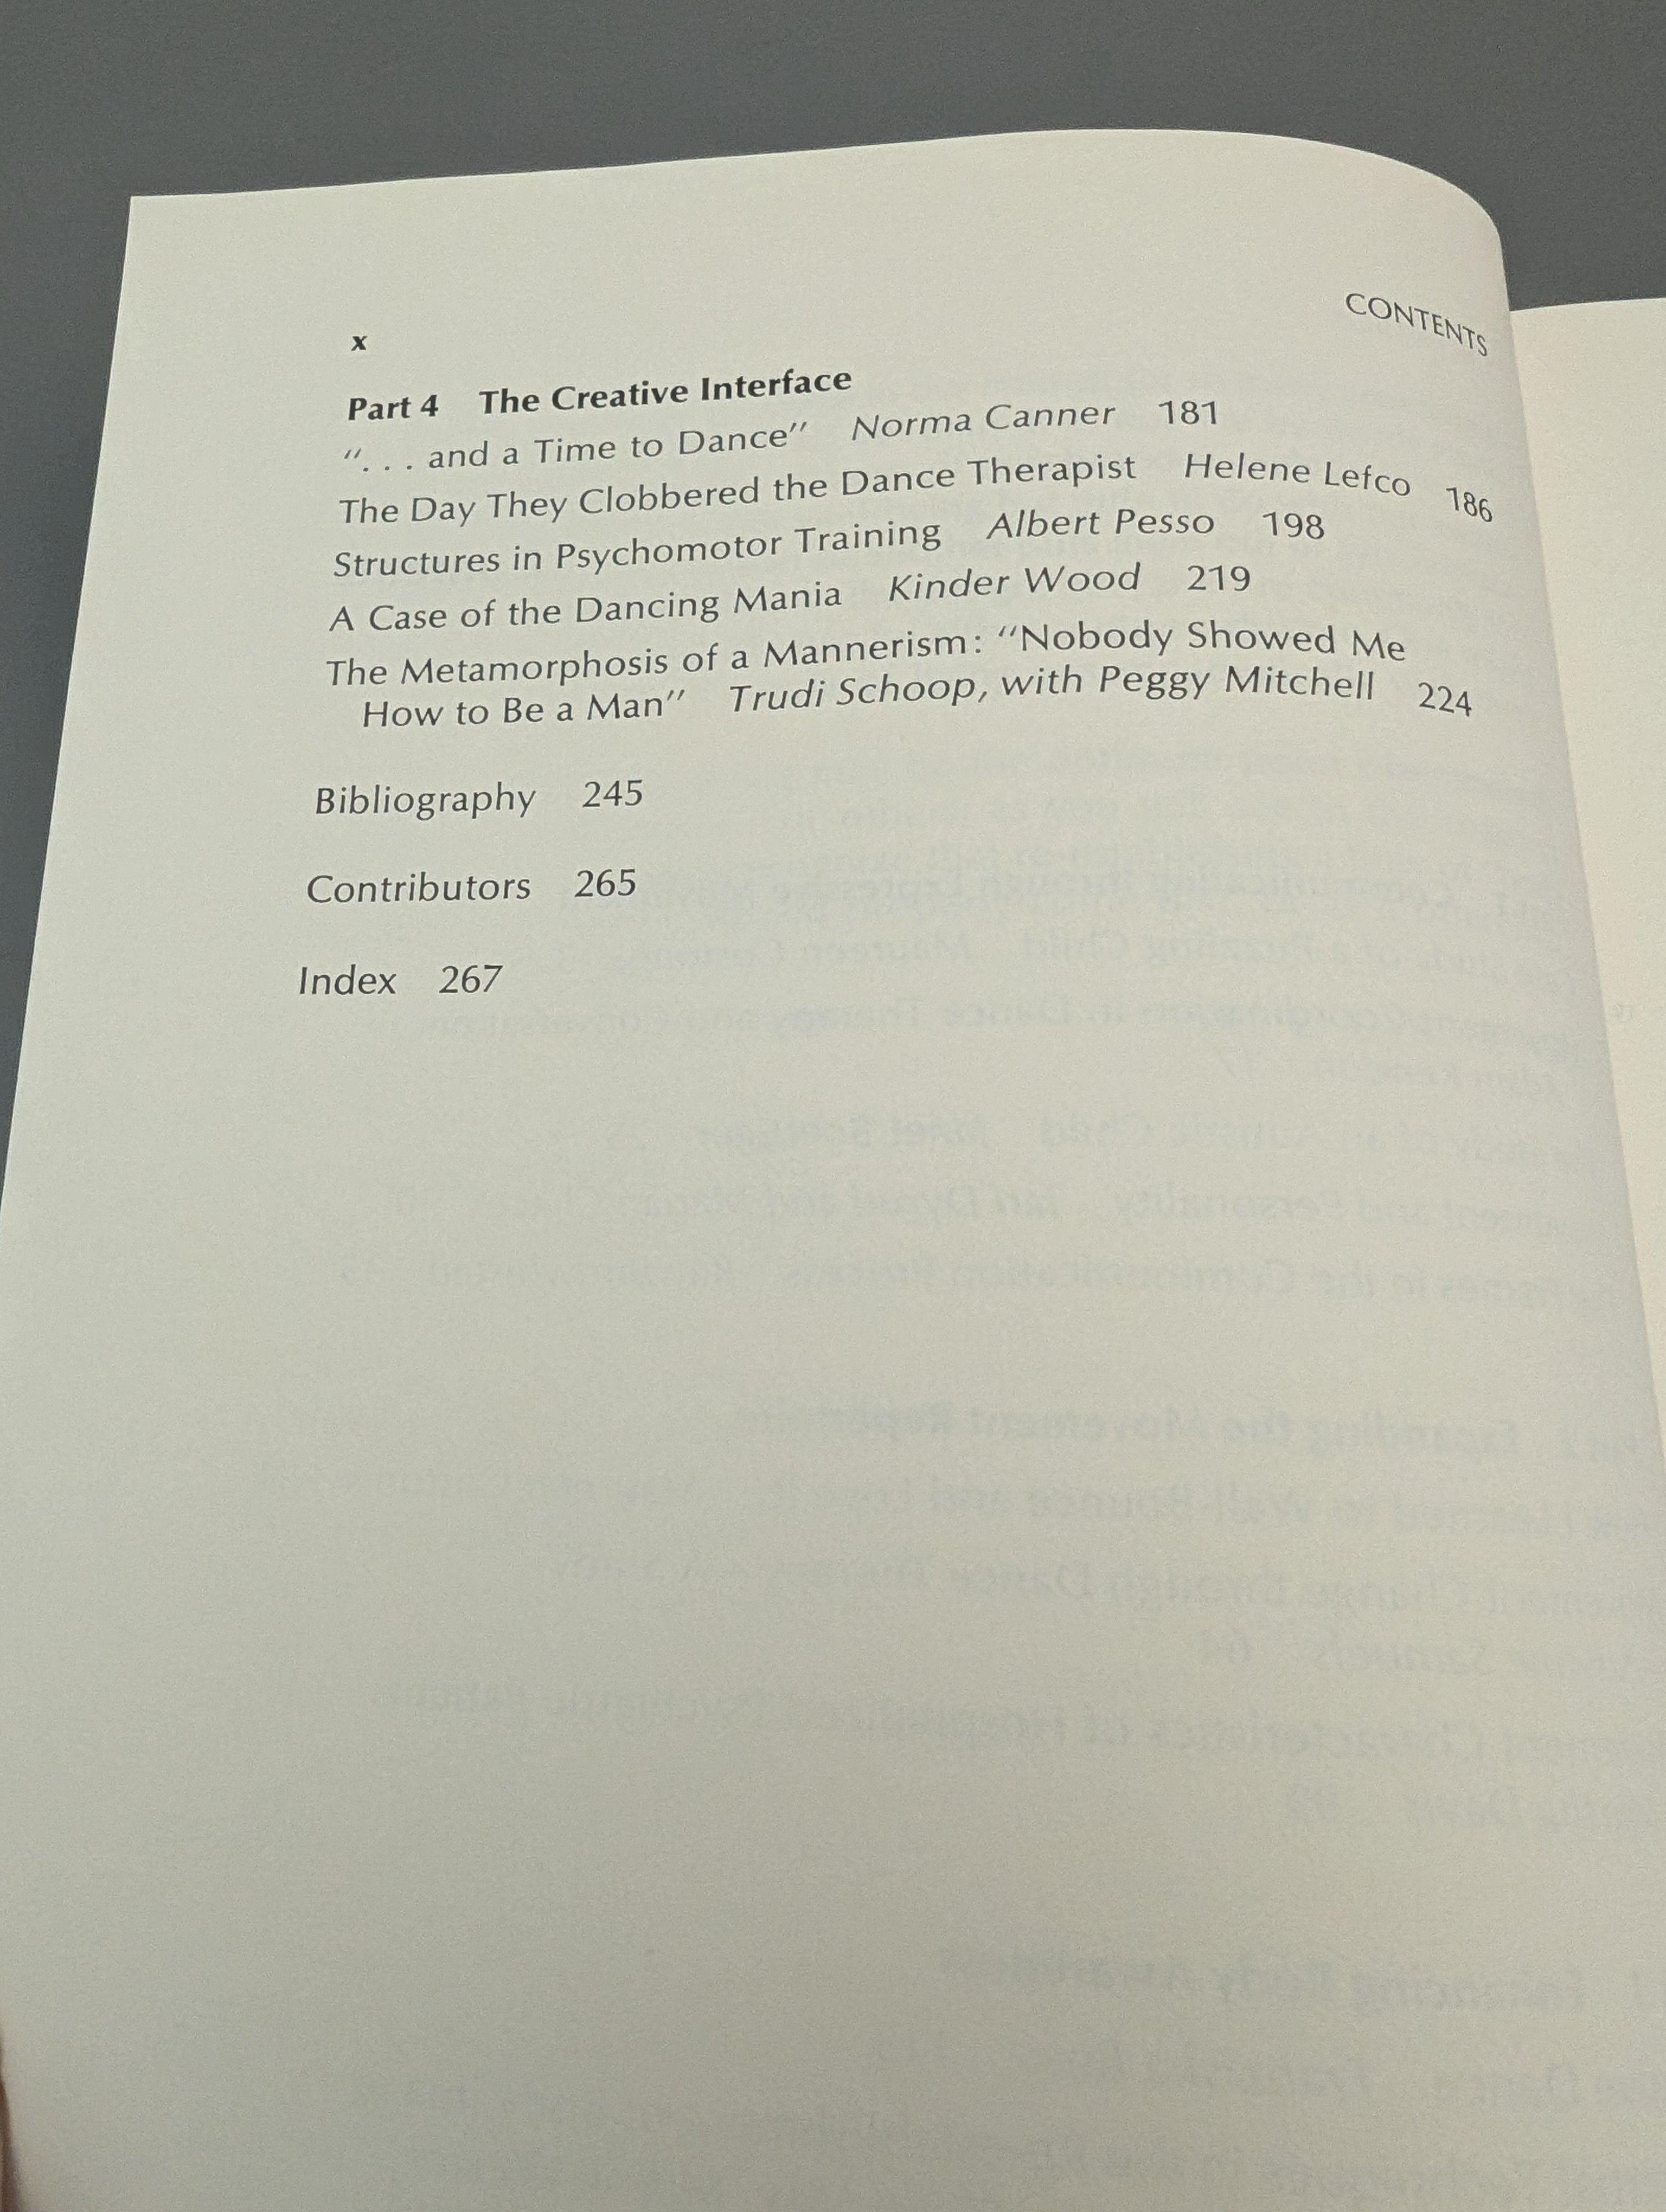 x CONTENTS
Part 4 The Creative Interface
". . . and a Time to Dance" Norma Canner 181
The Day They Clobbered the Dance Therapist Helene Lefco 186
Structures in Psychomotor Training Albert Pesso 198
A Case of the Dancing Mania Kinder Wood 219
The Metamorphosis of a Mannerism: "Nobody Showed Me
How to Be a Man" Trudi Schoop, with Peggy Mitchell 224
Bibliography 245
Contributors 265
Index 267